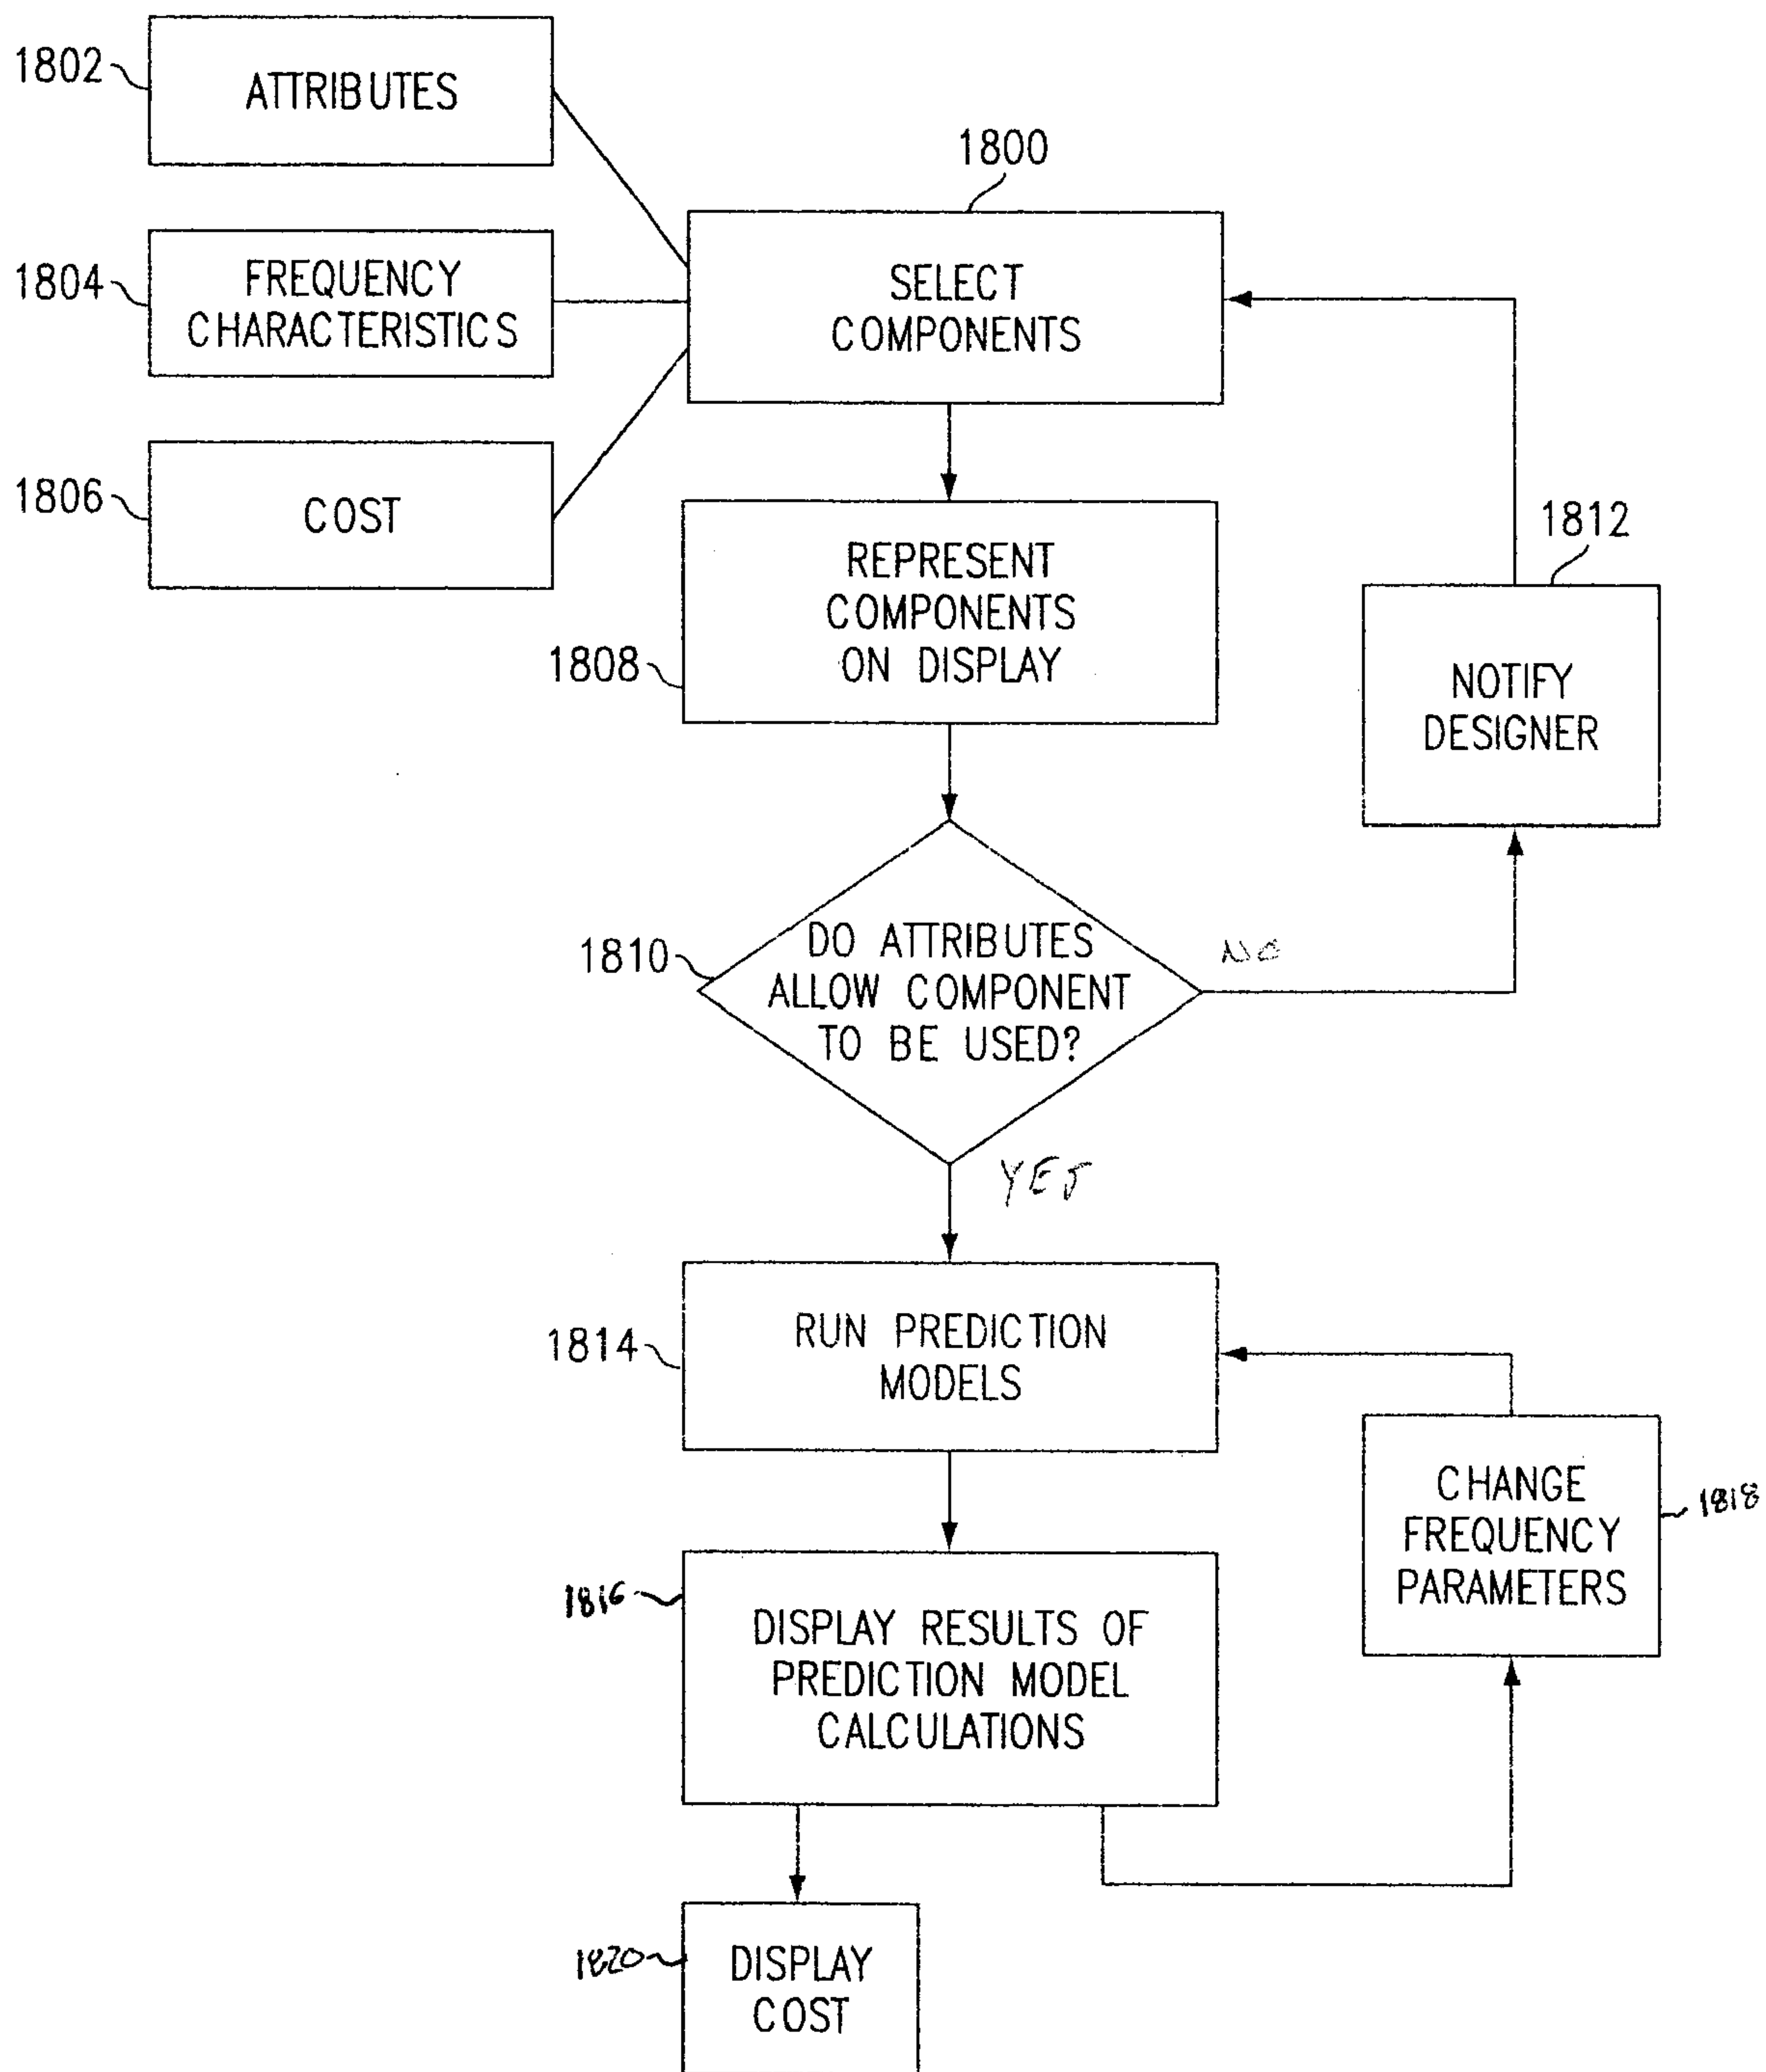 1802
ATTRIBUTES
1800
1804
FREQUENCY
CHARACTERISTICS
SELECT
COMPONENTS
1806
COST
1812
REPRESENT
COMPONENTS
ON DISPLAY
1808
NOTIFY
DESIGNER
1810
DO ATTRIBUTES
ALLOW COMPONENT
TO BE USED?
NO
YES
1814
RUN PREDICTION
MODELS
CHANGE
FREQUENCY
PARAMETERS
1818
1816
DISPLAY RESULTS OF
PREDICTION MODEL
CALCULATIONS
1820
DISPLAY
COST